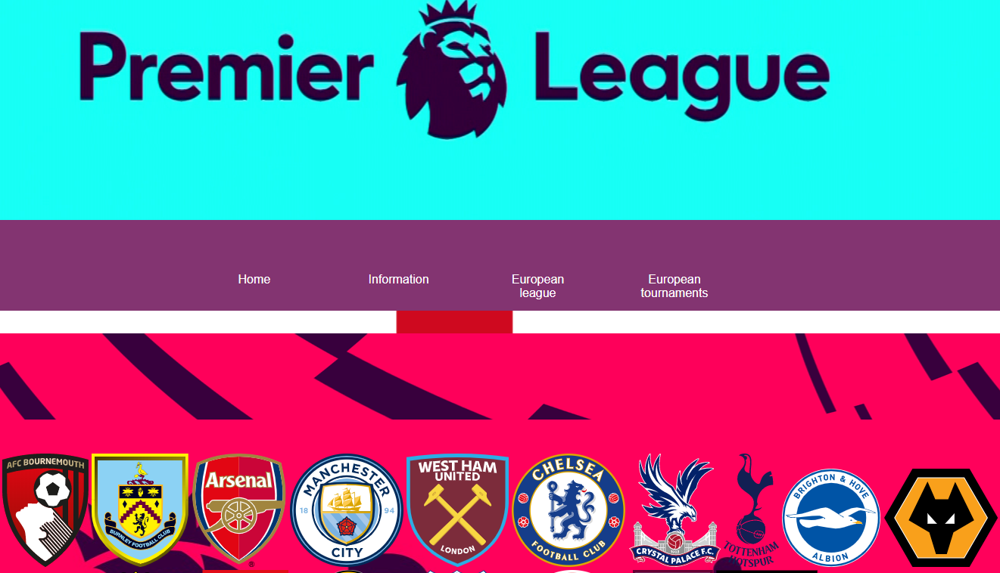 Premier League
Home
Information
European
league
European
tournaments
AFC BOURNEMOUTH
BURNLEY FOOTBALL CLUB
Arsenal
®
MANCHESTER
18 94
CITY
WEST HAM
UNITED
LONDON
CHELSEA
FOOTBALL CLUB
CRYSTAL PALACE F.C.
TOTTENHAM
HOTSPUR
BRIGHTON & HOVE
ALBION